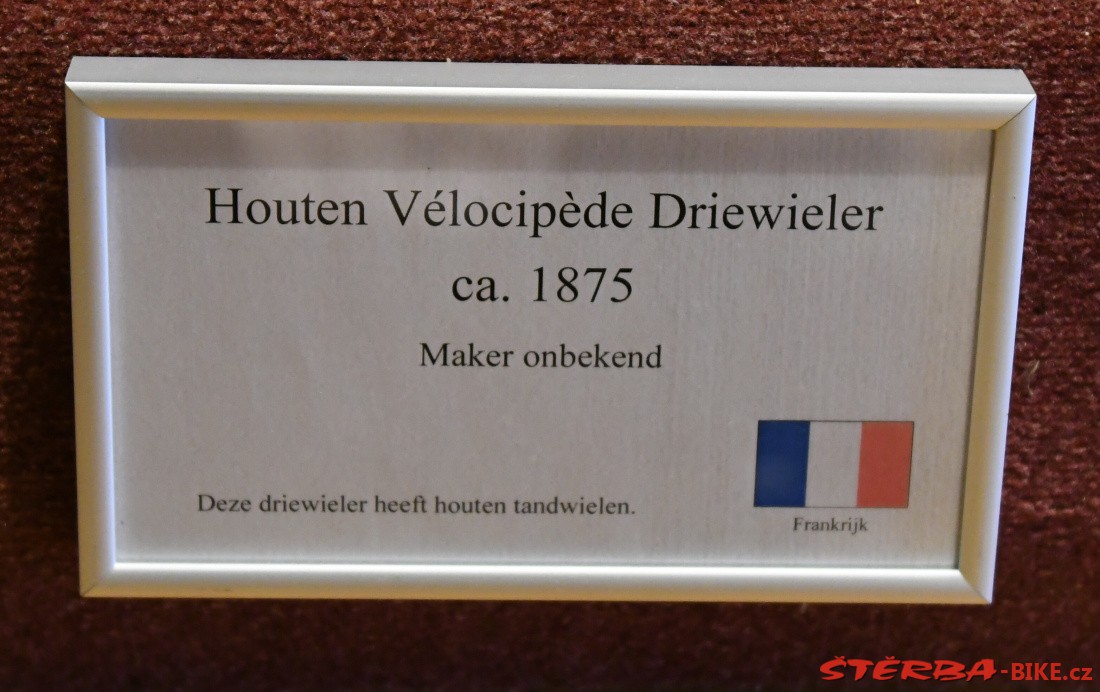 Houten Vélocipède Driewieler
ca. 1875
Maker onbekend
Deze driewieler heeft houten tandwielen.
Frankrijk
ŠTĚRBA-BIKE.cz